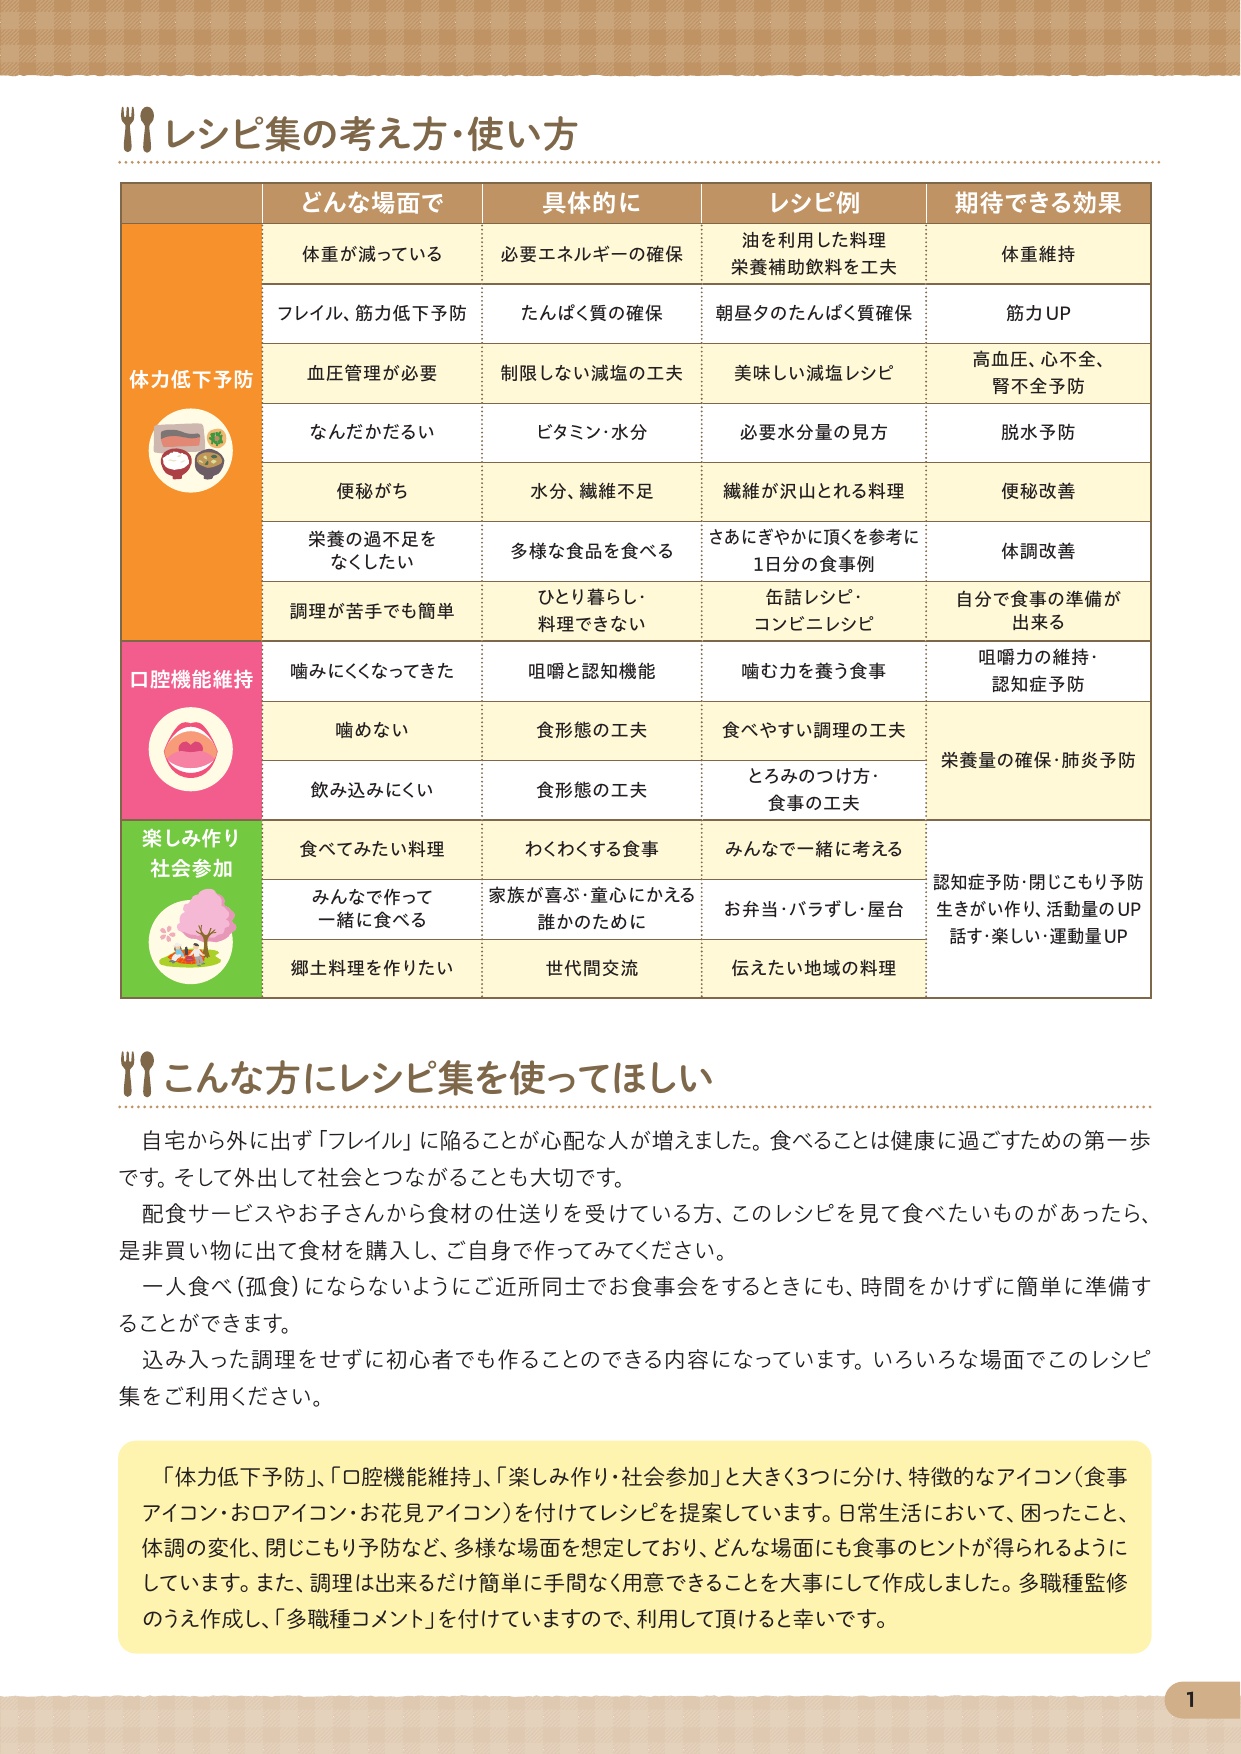 レシピ集の考え方・使い方
どんな場面で 具体的に レシピ例 期待できる効果
体力低下予防
体重が減っている 必要エネルギーの確保 油を利用した料理 栄養補助飲料を工夫 体重維持
フレイル、筋力低下予防 たんぱく質の確保 朝昼夕のたんぱく質確保 筋力UP
血圧管理が必要 制限しない減塩の工夫 美味しい減塩レシピ 高血圧、心不全、腎不全予防
なんだかだるい ビタミン・水分 必要水分量の見方 脱水予防
便秘がち 水分、繊維不足 繊維が沢山とれる料理 便秘改善
栄養の過不足をなくしたい 多様な食品を食べる さあにぎやかに頂くを参考に 1日分の食事例 体調改善
調理が苦手でも簡単 ひとり暮らし・料理できない 缶詰レシピ・コンビニレシピ 自分で食事の準備が出来る
口腔機能維持
噛みにくくなってきた 咀嚼と認知機能 噛む力を養う食事 咀嚼力の維持・認知症予防
噛めない 食形態の工夫 食べやすい調理の工夫 栄養量の確保・肺炎予防
飲み込みにくい 食形態の工夫 とろみのつけ方・食事の工夫
楽しみ作り
社会参加
食べてみたい料理 わくわくする食事 みんなで一緒に考える
みんなで作って一緒に食べる 家族が喜ぶ・童心にかえる 誰かのために お弁当・バラずし・屋台
郷土料理を作りたい 世代間交流 伝えたい地域の料理
認知症予防・閉じこもり予防
生きがい作り、活動量のUP
話す・楽しい・運動量UP
こんな方にレシピ集を使ってほしい
自宅から外に出ず「フレイル」に陥ることが心配な人が増えました。食べることは健康に過ごすための第一歩
です。そして外出して社会とつながることも大切です。
配食サービスやお子さんから食材の仕送りを受けている方、このレシピを見て食べたいものがあったら、
是非買い物に出て食材を購入し、ご自身で作ってみてください。
一人食べ(孤食)にならないようにご近所同士でお食事会をするときにも、時間をかけずに簡単に準備す
ることができます。
込み入った調理をせずに初心者でも作ることのできる内容になっています。いろいろな場面でこのレシピ
集をご利用ください。
「体力低下予防」、「口腔機能維持」、「楽しみ作り・社会参加」と大きく3つに分け、特徴的なアイコン(食事
アイコン・お口アイコン・お花見アイコン)を付けてレシピを提案しています。日常生活において、困ったこと、
体調の変化、閉じこもり予防など、多様な場面を想定しており、どんな場面にも食事のヒントが得られるように
しています。また、調理は出来るだけ簡単に手間なく用意できることを大事にして作成しました。多職種監修
のうえ作成し、「多職種コメント」を付けていますので、利用して頂けると幸いです。
1